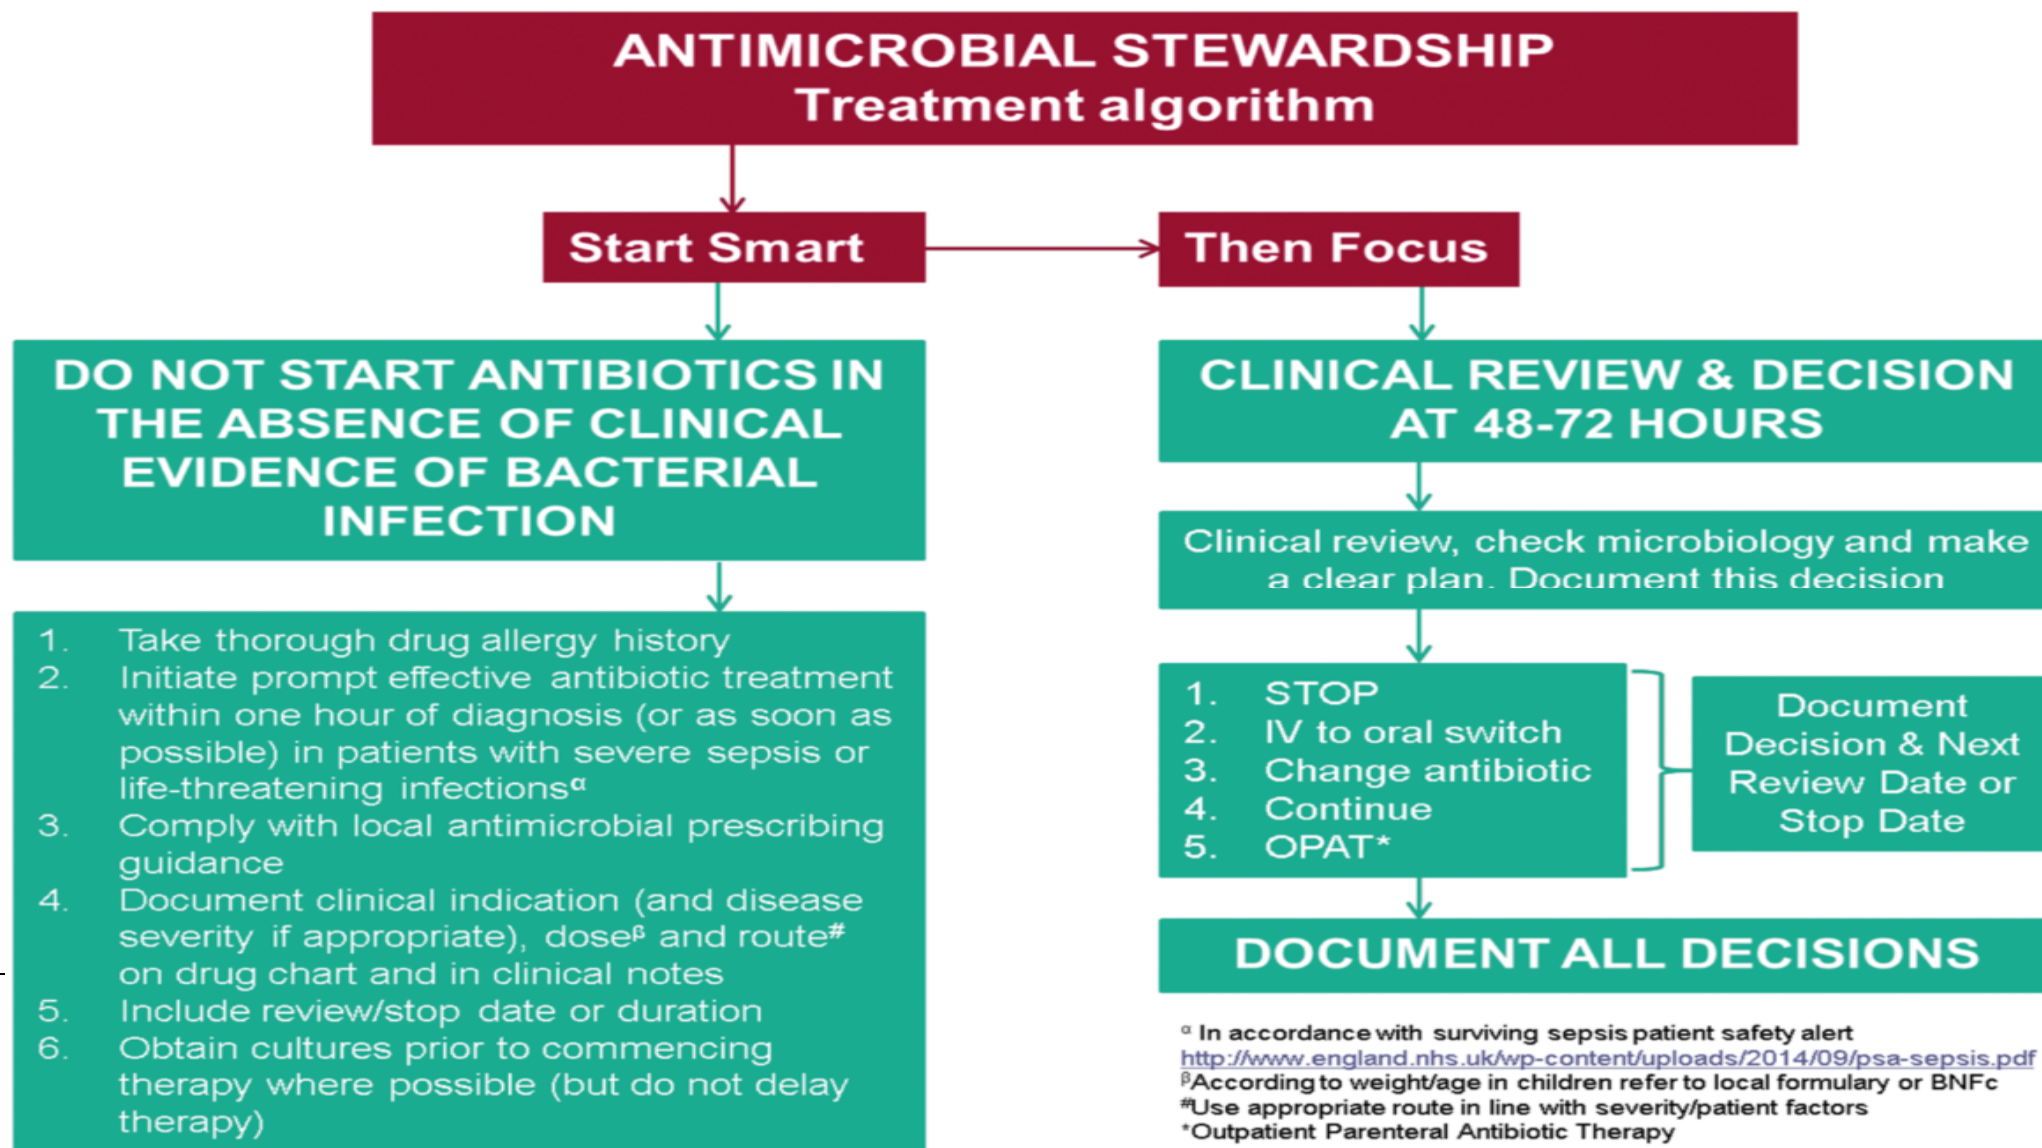 ANTIMICROBIAL STEWARDSHIP
Treatment algorithm
Start Smart
Then Focus
DO NOT START ANTIBIOTICS IN
THE ABSENCE OF CLINICAL
EVIDENCE OF BACTERIAL
INFECTION
1. Take thorough drug allergy history
2. Initiate prompt effective antibiotic treatment
within one hour of diagnosis (or as soon as
possible) in patients with severe sepsis or
life-threatening infectionsα
3. Comply with local antimicrobial prescribing
guidance
4. Document clinical indication (and disease
severity if appropriate), doseβ and route#
on drug chart and in clinical notes
5. Include review/stop date or duration
6. Obtain cultures prior to commencing
therapy where possible (but do not delay
therapy)
CLINICAL REVIEW & DECISION
AT 48-72 HOURS
Clinical review, check microbiology and make
a clear plan. Document this decision
1. STOP
2. IV to oral switch
3. Change antibiotic
4. Continue
5. OPAT*
Document
Decision & Next
Review Date or
Stop Date
DOCUMENT ALL DECISIONS
α In accordance with surviving sepsis patient safety alert
http://www.england.nhs.uk/wp-content/uploads/2014/09/psa-sepsis.pdf
βAccording to weight/age in children refer to local formulary or BNFc
#Use appropriate route in line with severity/patient factors
*Outpatient Parenteral Antibiotic Therapy